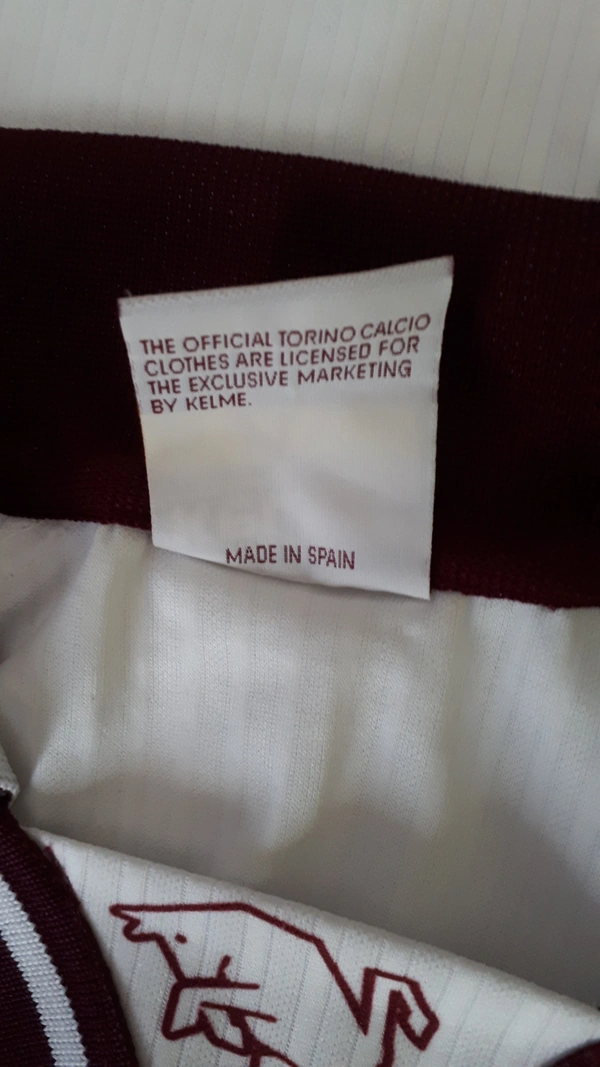 THE OFFICIAL TORINO CALCIO
CLOTHES ARE LICENSED FOR
THE EXCLUSIVE MARKETING
BY KELME.
MADE IN SPAIN